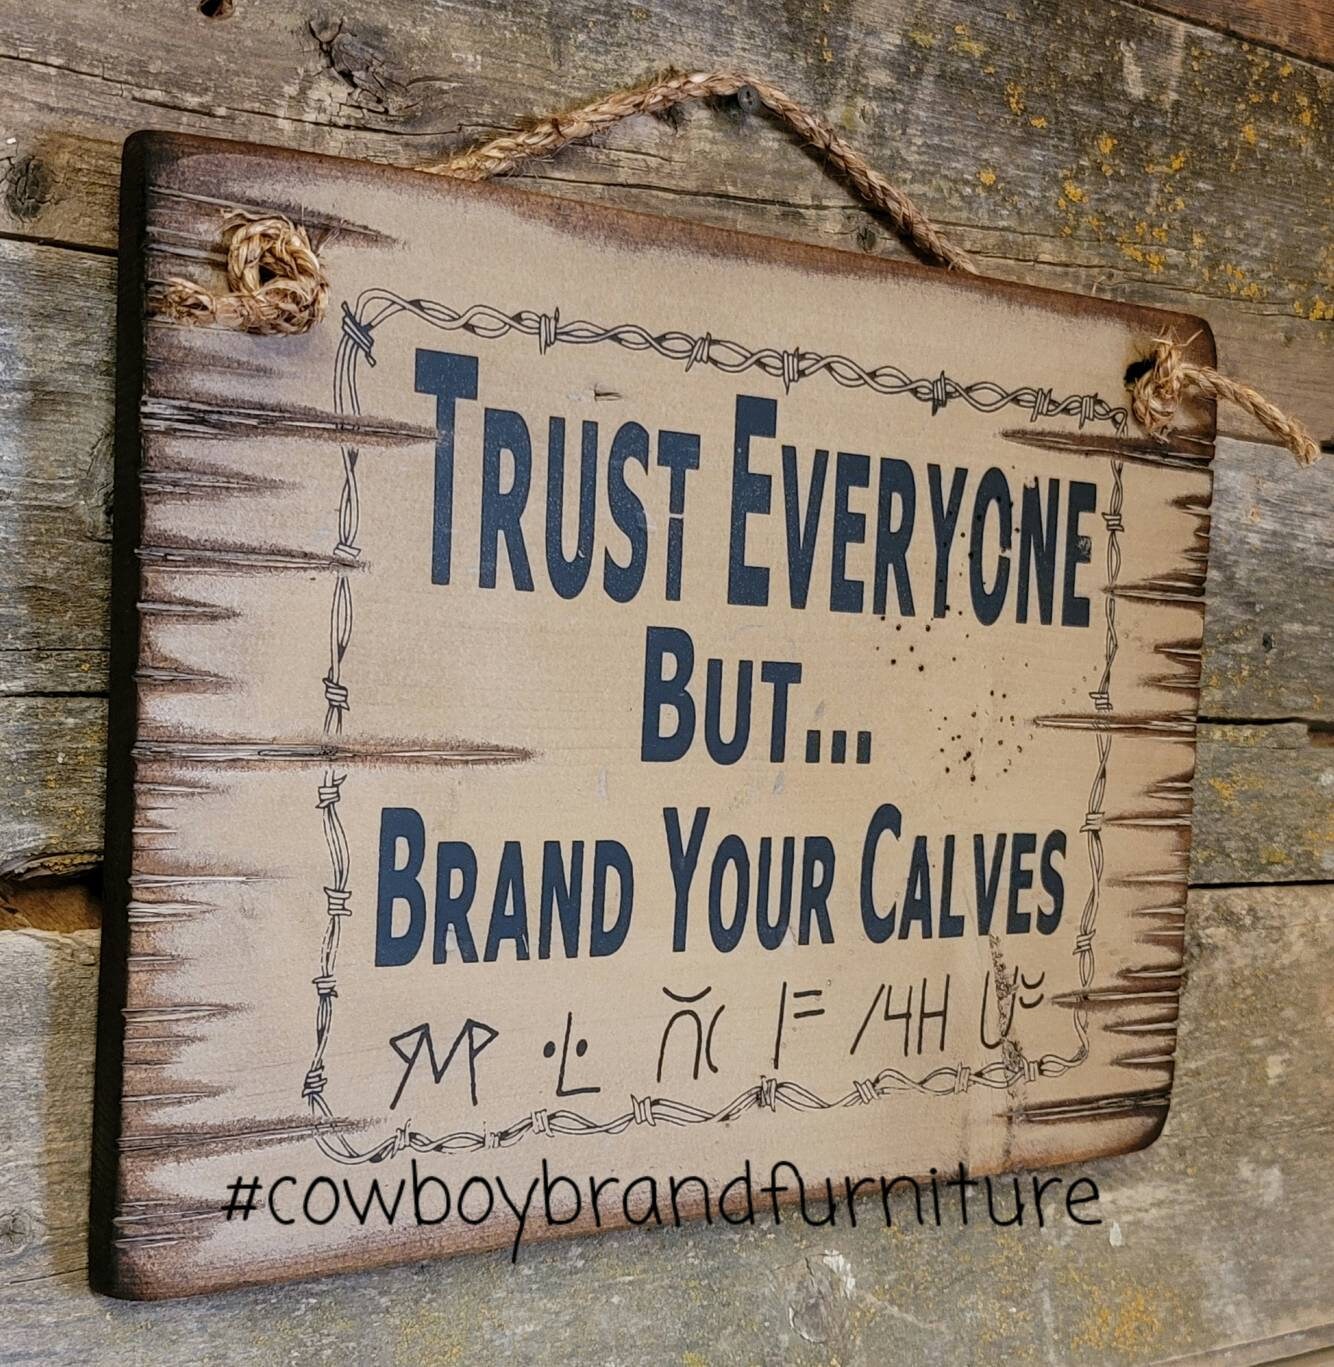 TRUST EVERYONE
BUT...
BRAND YOUR CALVES
#cowboybrandfurniture